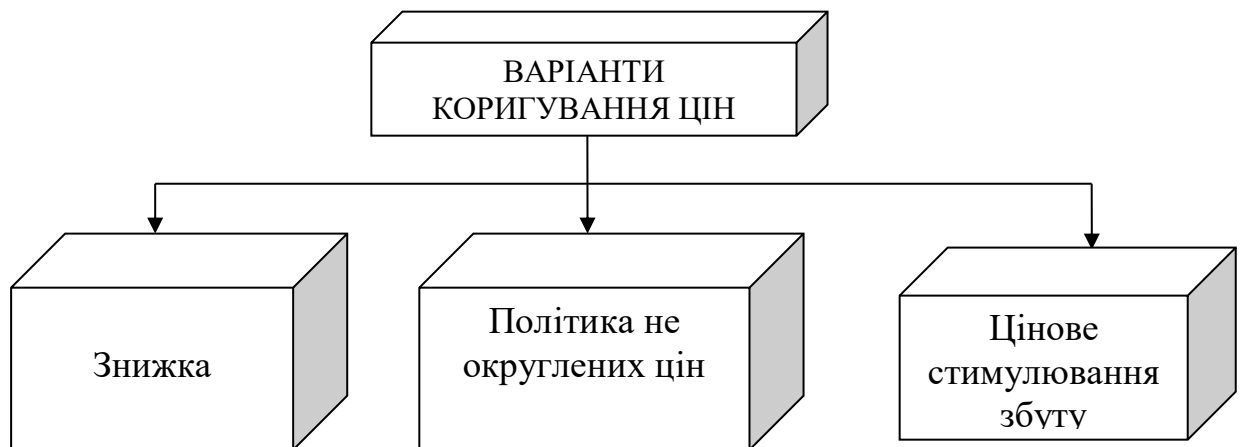 ВАРІАНТИ
КОРИГУВАННЯ ЦІН
Знижка
Політика не
округлених цін
Цінове
стимулювання
збуту